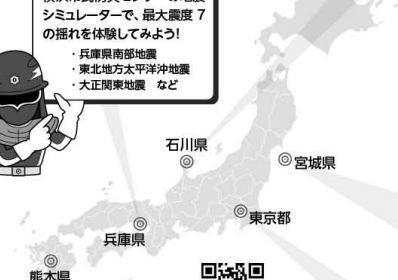 シミュレーターで、最大震度 7
の揺れを体験してみよう!
・兵庫県南部地震
・東北地方太平洋沖地震
・大正関東地震 など
石川県
宮城県
東京都
兵庫県
熊本県